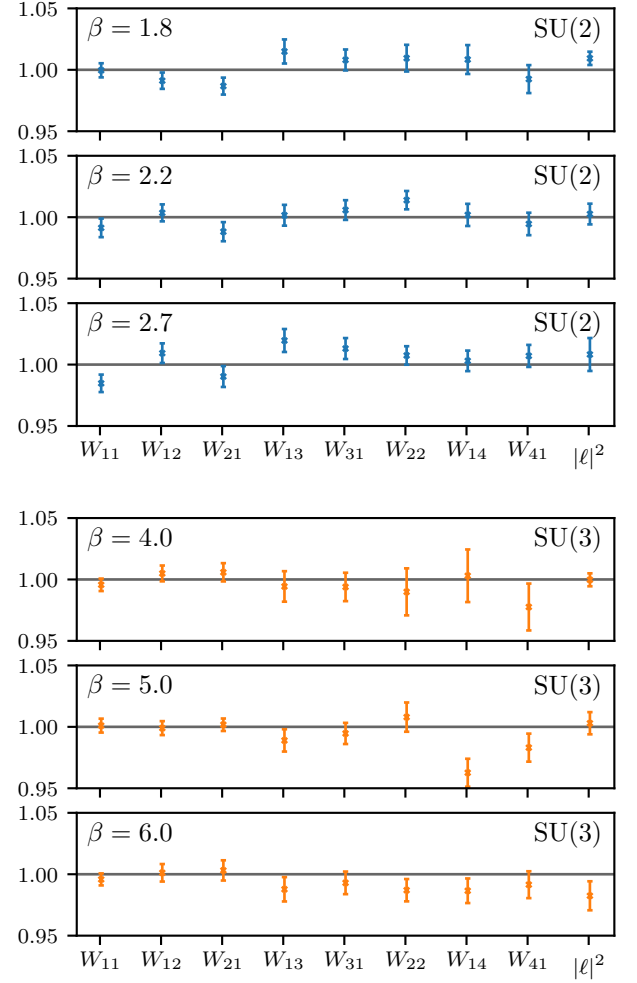 1.05
β = 1.8 SU(2)
1.00
0.95
1.05
β = 2.2 SU(2)
1.00
0.95
1.05
β = 2.7 SU(2)
1.00
0.95
W₁₁ W₁₂ W₂₁ W₁₃ W₃₁ W₂₂ W₁₄ W₄₁ |ℓ|²
1.05
β = 4.0 SU(3)
1.00
0.95
1.05
β = 5.0 SU(3)
1.00
0.95
1.05
β = 6.0 SU(3)
1.00
0.95
W₁₁ W₁₂ W₂₁ W₁₃ W₃₁ W₂₂ W₁₄ W₄₁ |ℓ|²